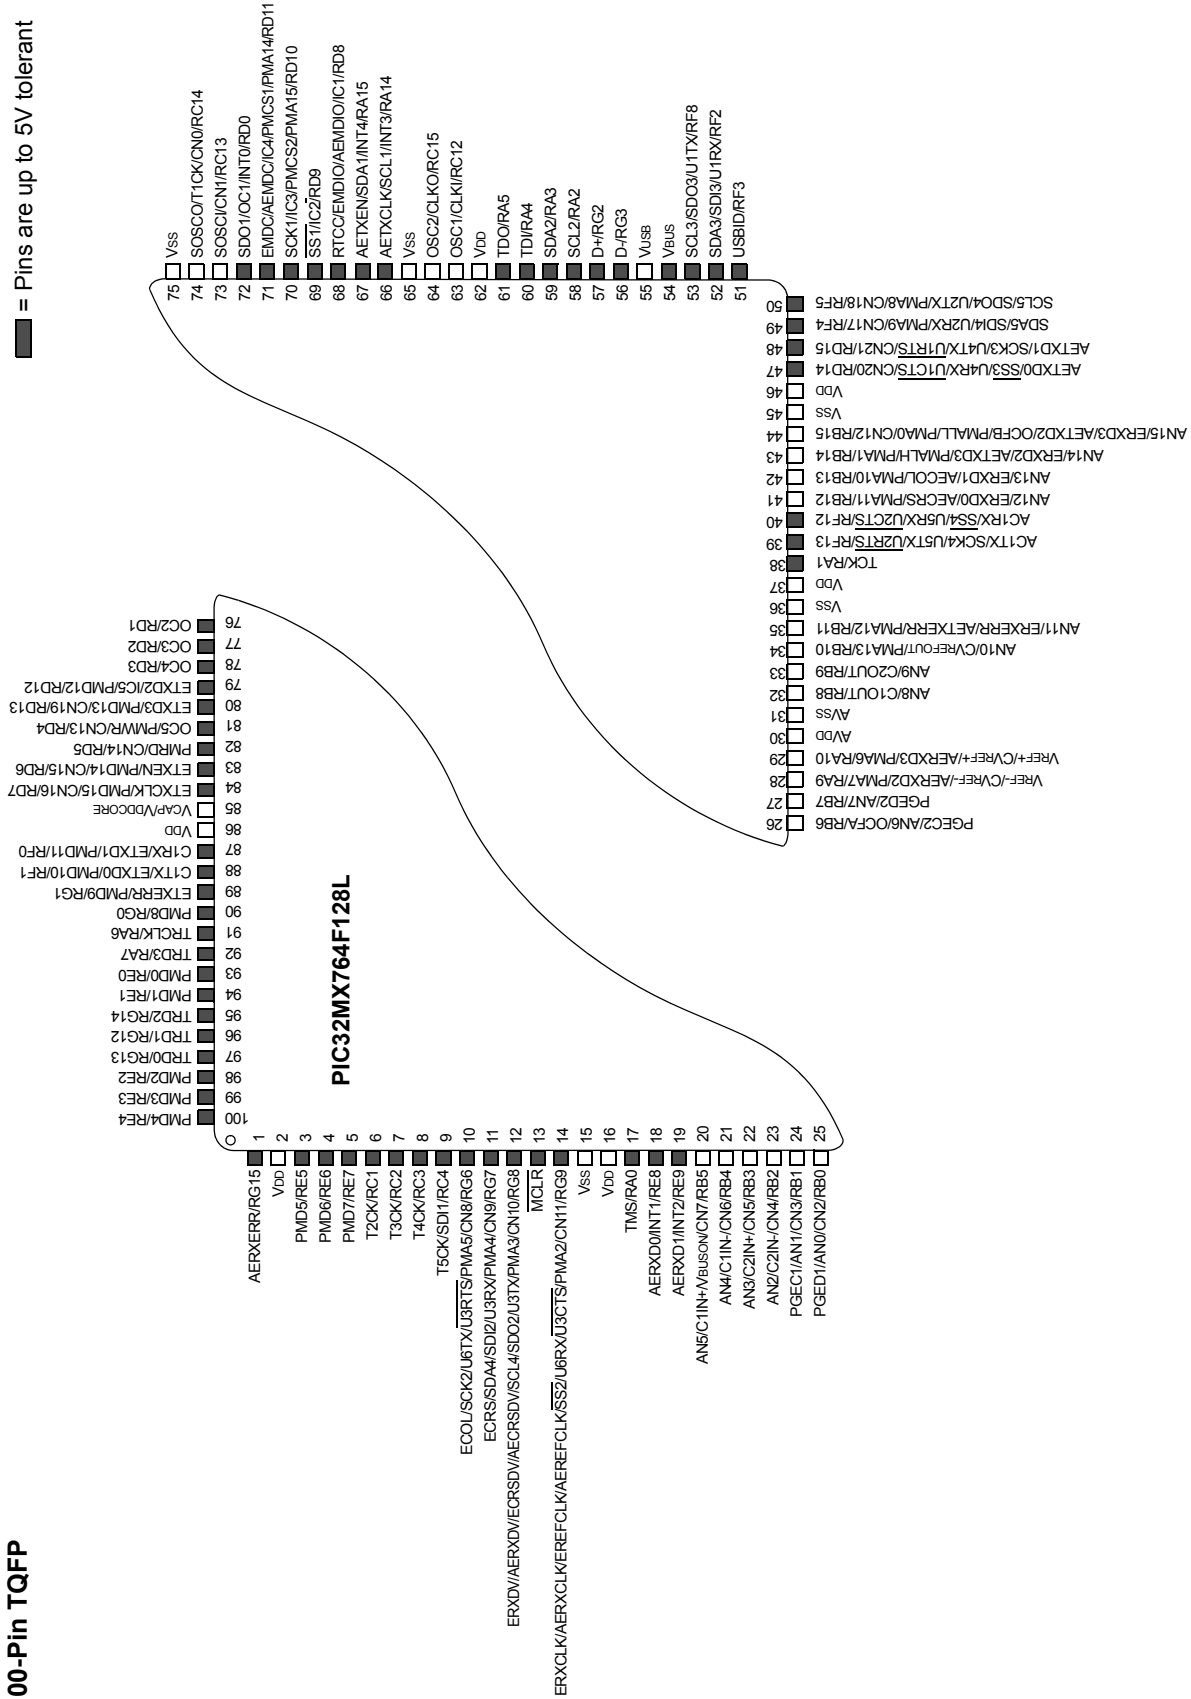 00-Pin TQFP
= Pins are up to 5V tolerant
PIC32MX764F128L
1 AERXERR/RG15
2 VDD
3 PMD5/RE5
4 PMD6/RE6
5 PMD7/RE7
6 T2CK/RC1
7 T3CK/RC2
8 T4CK/RC3
9 T5CK/SDI1/RC4
10 ECOL/SCK2/U6TX/U3RTS/PMA5/CN8/RG6
11 ECRS/SDA4/SDI2/U3RX/PMA4/CN9/RG7
12 ERXDV/AERXDV/ECRSDV/AECRSDV/SCL4/SDO2/U3TX/PMA3/CN10/RG8
13 MCLR
14 ERXCLK/AERXCLK/EREFCLK/AEREFCLK/SS2/U6RX/U3CTS/PMA2/CN11/RG9
15 VSS
16 VDD
17 TMS/RA0
18 AERXD0/INT1/RE8
19 AERXD1/INT2/RE9
20 AN5/C1IN+/VBUSON/CN7/RB5
21 AN4/C1IN-/CN6/RB4
22 AN3/C2IN+/CN5/RB3
23 AN2/C2IN-/CN4/RB2
24 PGEC1/AN1/CN3/RB1
25 PGED1/AN0/CN2/RB0
26 PGEC2/AN6/OCFA/RB6
27 PGED2/AN7/RB7
28 VREF-/CVREF-/AERXD2/PMA7/RA9
29 VREF+/CVREF+/AERXD3/PMA6/RA10
30 AVDD
31 AVSS
32 AN8/C1OUT/RB8
33 AN9/C2OUT/RB9
34 AN10/CVREFOUT/PMA13/RB10
35 AN11/ERXERR/AETXERR/PMA12/RB11
36 VSS
37 VDD
38 TCK/RA1
39 AC1TX/SCK4/U5TX/U2RTS/RF13
40 AC1RX/SS4/U5RX/U2CTS/RF12
41 AN12/ERXD0/AECRS/PMA11/RB12
42 AN13/ERXD1/AECOL/PMA10/RB13
43 AN14/ERXD2/AETXD3/PMALH/PMA1/RB14
44 AN15/ERXD3/AETXD2/OCFB/PMALL/PMA0/CN12/RB15
45 VSS
46 VDD
47 AETXD0/SS3/U4RX/U1CTS/CN20/RD14
48 AETXD1/SCK3/U4TX/U1RTS/CN21/RD15
49 SDA5/SDI4/U2RX/PMA9/CN17/RF4
50 SCL5/SDO4/U2TX/PMA8/CN18/RF5
51 USBID/RF3
52 SDA3/SDI3/U1RX/RF2
53 SCL3/SDO3/U1TX/RF8
54 VBUS
55 VUSB
56 D-/RG3
57 D+/RG2
58 SCL2/RA2
59 SDA2/RA3
60 TDI/RA4
61 TDO/RA5
62 VDD
63 OSC1/CLKI/RC12
64 OSC2/CLKO/RC15
65 VSS
66 AETXCLK/SCL1/INT3/RA14
67 AETXEN/SDA1/INT4/RA15
68 RTCC/EMDIO/AEMDIO/IC1/RD8
69 SS1/IC2/RD9
70 SCK1/IC3/PMCS2/PMA15/RD10
71 EMDC/AEMDC/IC4/PMCS1/PMA14/RD11
72 SDO1/OC1/INT0/RD0
73 SOSCI/CN1/RC13
74 SOSCO/T1CK/CN0/RC14
75 VSS
76 OC2/RD1
77 OC3/RD2
78 OC4/RD3
79 ETXD2/IC5/PMD12/RD12
80 ETXD3/PMD13/CN19/RD13
81 OC5/PMWR/CN13/RD4
82 PMRD/CN14/RD5
83 ETXEN/PMD14/CN15/RD6
84 ETXCLK/PMD15/CN16/RD7
85 VCAP/VDDCORE
86 VDD
87 C1RX/ETXD1/PMD11/RF0
88 C1TX/ETXD0/PMD10/RF1
89 ETXERR/PMD9/RG1
90 PMD8/RG0
91 TRCLK/RA6
92 TRD3/RA7
93 PMD0/RE0
94 PMD1/RE1
95 TRD2/RG14
96 TRD1/RG12
97 TRD0/RG13
98 PMD2/RE2
99 PMD3/RE3
100 PMD4/RE4